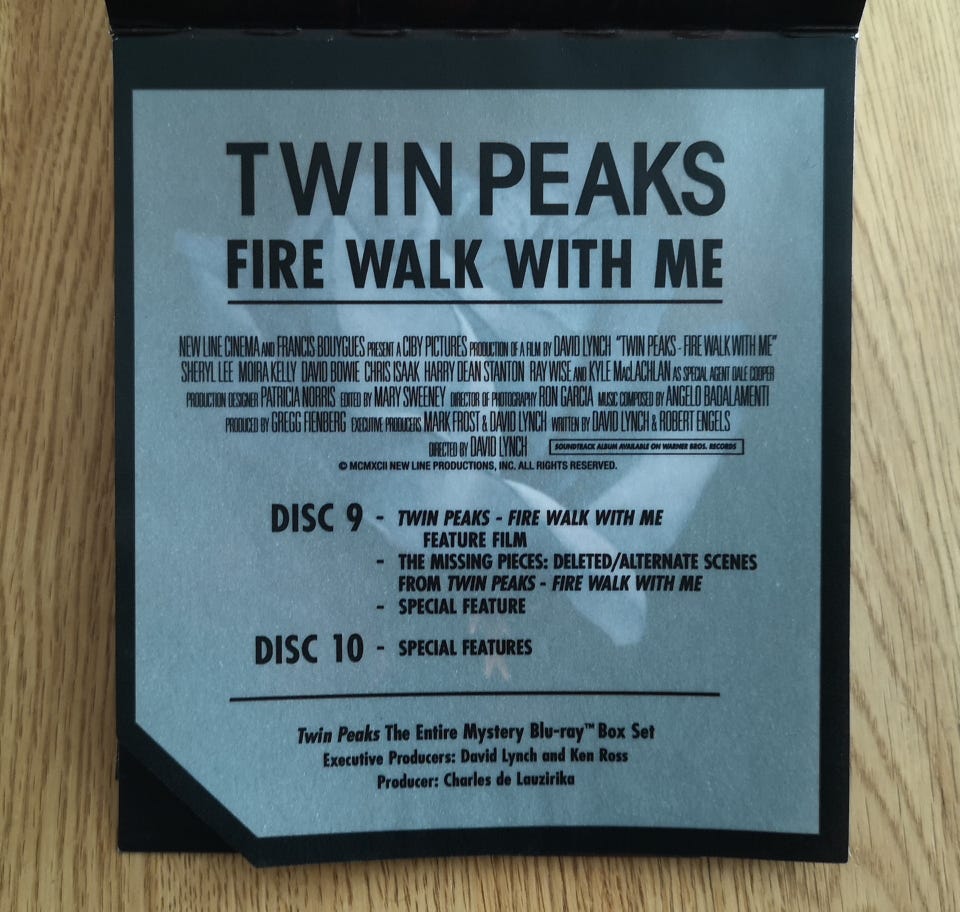 TWIN PEAKS
FIRE WALK WITH ME
NEW LINE CINEMA AND FRANCIS BOUYGUES PRESENT A CIBY PICTURES PRODUCTION OF A FILM BY DAVID LYNCH "TWIN PEAKS - FIRE WALK WITH ME"
SHERYL LEE MOIRA KELLY DAVID BOWIE CHRIS ISAAK HARRY DEAN STANTON RAY WISE AND KYLE MacLACHLAN AS SPECIAL AGENT DALE COOPER
PRODUCTION DESIGNER PATRICIA NORRIS EDITED BY MARY SWEENEY DIRECTOR OF PHOTOGRAPHY RON GARCIA MUSIC COMPOSED BY ANGELO BADALAMENTI
PRODUCED BY GREGG FIENBERG EXECUTIVE PRODUCERS MARK FROST & DAVID LYNCH WRITTEN BY DAVID LYNCH & ROBERT ENGELS
DIRECTED BY DAVID LYNCH SOUNDTRACK ALBUM AVAILABLE ON WARNER BROS. RECORDS
© MCMXCII NEW LINE PRODUCTIONS, INC. ALL RIGHTS RESERVED.
DISC 9 - TWIN PEAKS - FIRE WALK WITH ME
FEATURE FILM
- THE MISSING PIECES: DELETED/ALTERNATE SCENES
FROM TWIN PEAKS - FIRE WALK WITH ME
- SPECIAL FEATURE
DISC 10 - SPECIAL FEATURES
Twin Peaks The Entire Mystery Blu-ray™ Box Set
Executive Producers: David Lynch and Ken Ross
Producer: Charles de Lauzirika